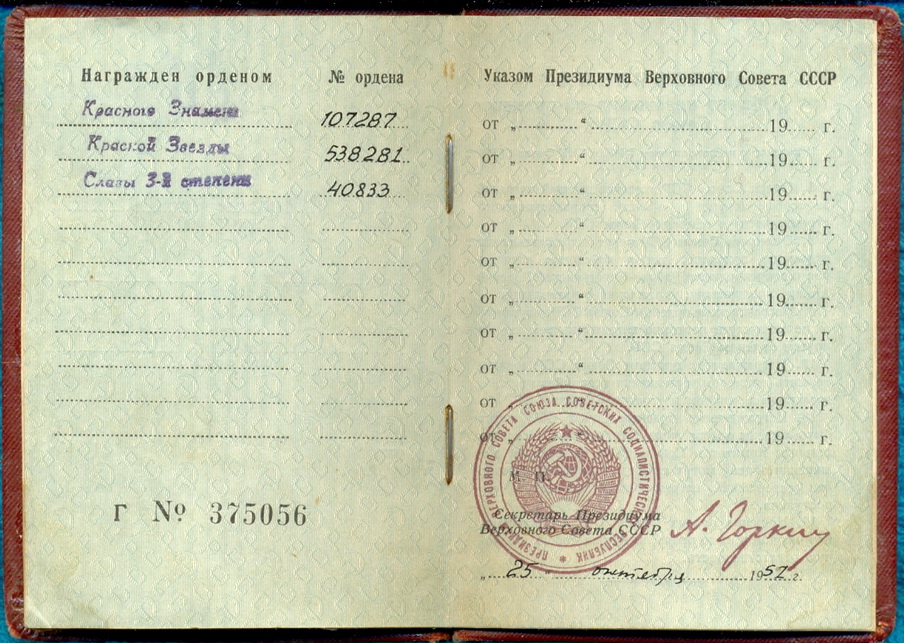 Награжден орденом
№ ордена
Красного Знамени
107287
Красной Звезды
538281
Славы 3-й степени
40833
Г № 375056
Указом Президиума Верховного Совета СССР
от „ “ 19 г.
от „ “ 19 г.
от „ “ 19 г.
от „ “ 19 г.
от „ “ 19 г.
от „ “ 19 г.
от „ “ 19 г.
от „ “ 19 г.
от 19 г.
от 19 г.
ПРЕЗИДИУМ ВЕРХОВНОГО СОВЕТА СОЮЗА СОВЕТСКИХ СОЦИАЛИСТИЧЕСКИХ РЕСПУБЛИК
М. П.
Секретарь Президиума
Верховного Совета СССР
А. Горкин
„ 25 “ октября 1957 г.